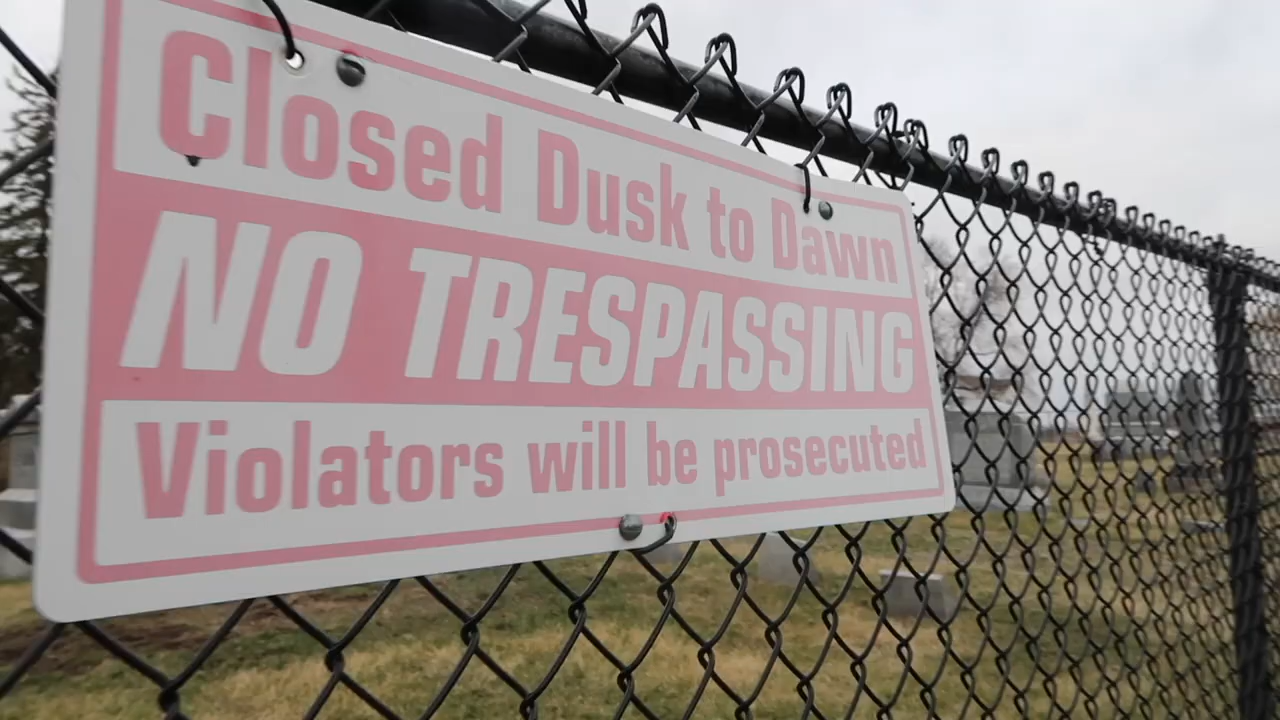 Closed Dusk to Dawn
NO TRESPASSING
Violators will be prosecuted